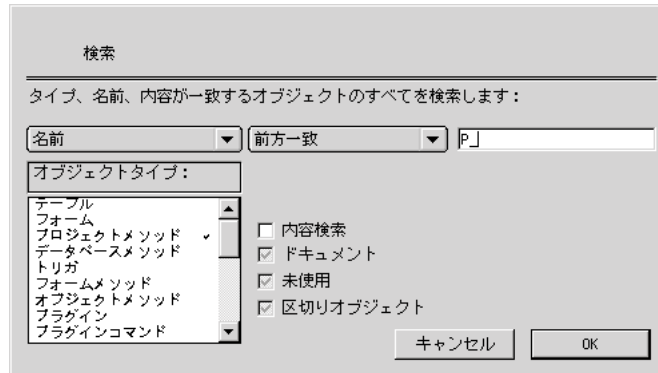 検索
タイプ、名前、内容が一致するオブジェクトのすべてを検索します：
名前
前方一致
P_
オブジェクトタイプ：
テーブル
フォーム
プロジェクトメソッド
データベースメソッド
トリガ
フォームメソッド
オブジェクトメソッド
プラグイン
プラグインコマンド
内容検索
ドキュメント
未使用
区切りオブジェクト
キャンセル
OK